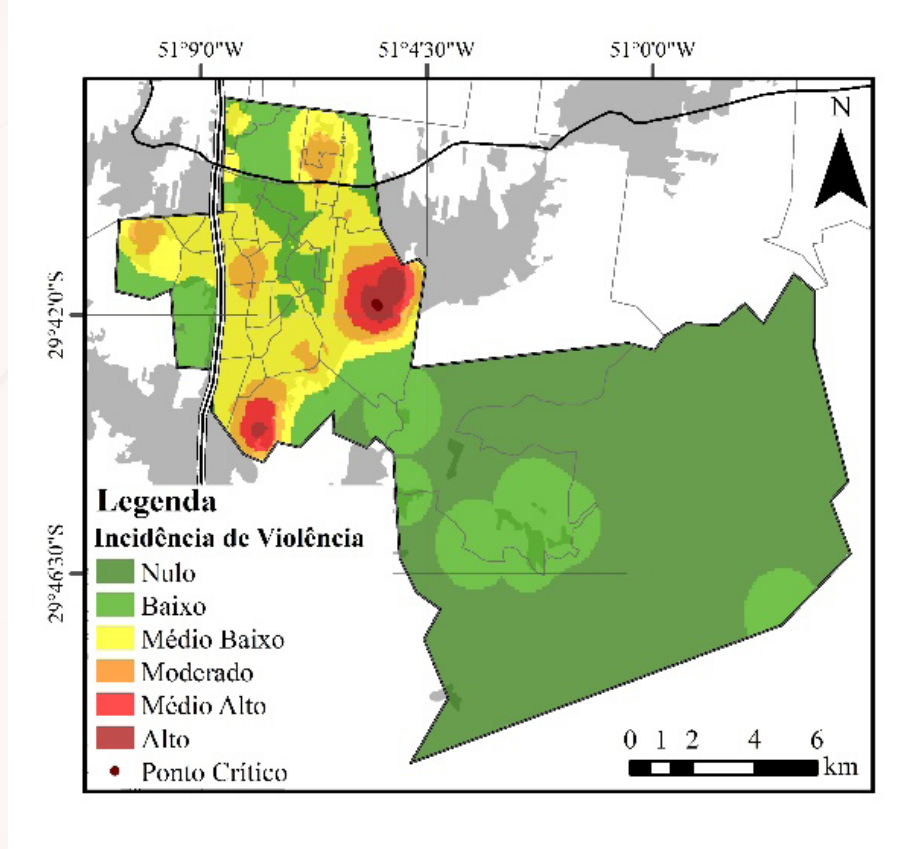 51°9'0"W 51°4'30"W 51°0'0"W
N
29°42'0"S
29°46'30"S
Legenda
Incidência de Violência
Nulo
Baixo
Médio Baixo
Moderado
Médio Alto
Alto
Ponto Crítico
0 1 2 4 6
km